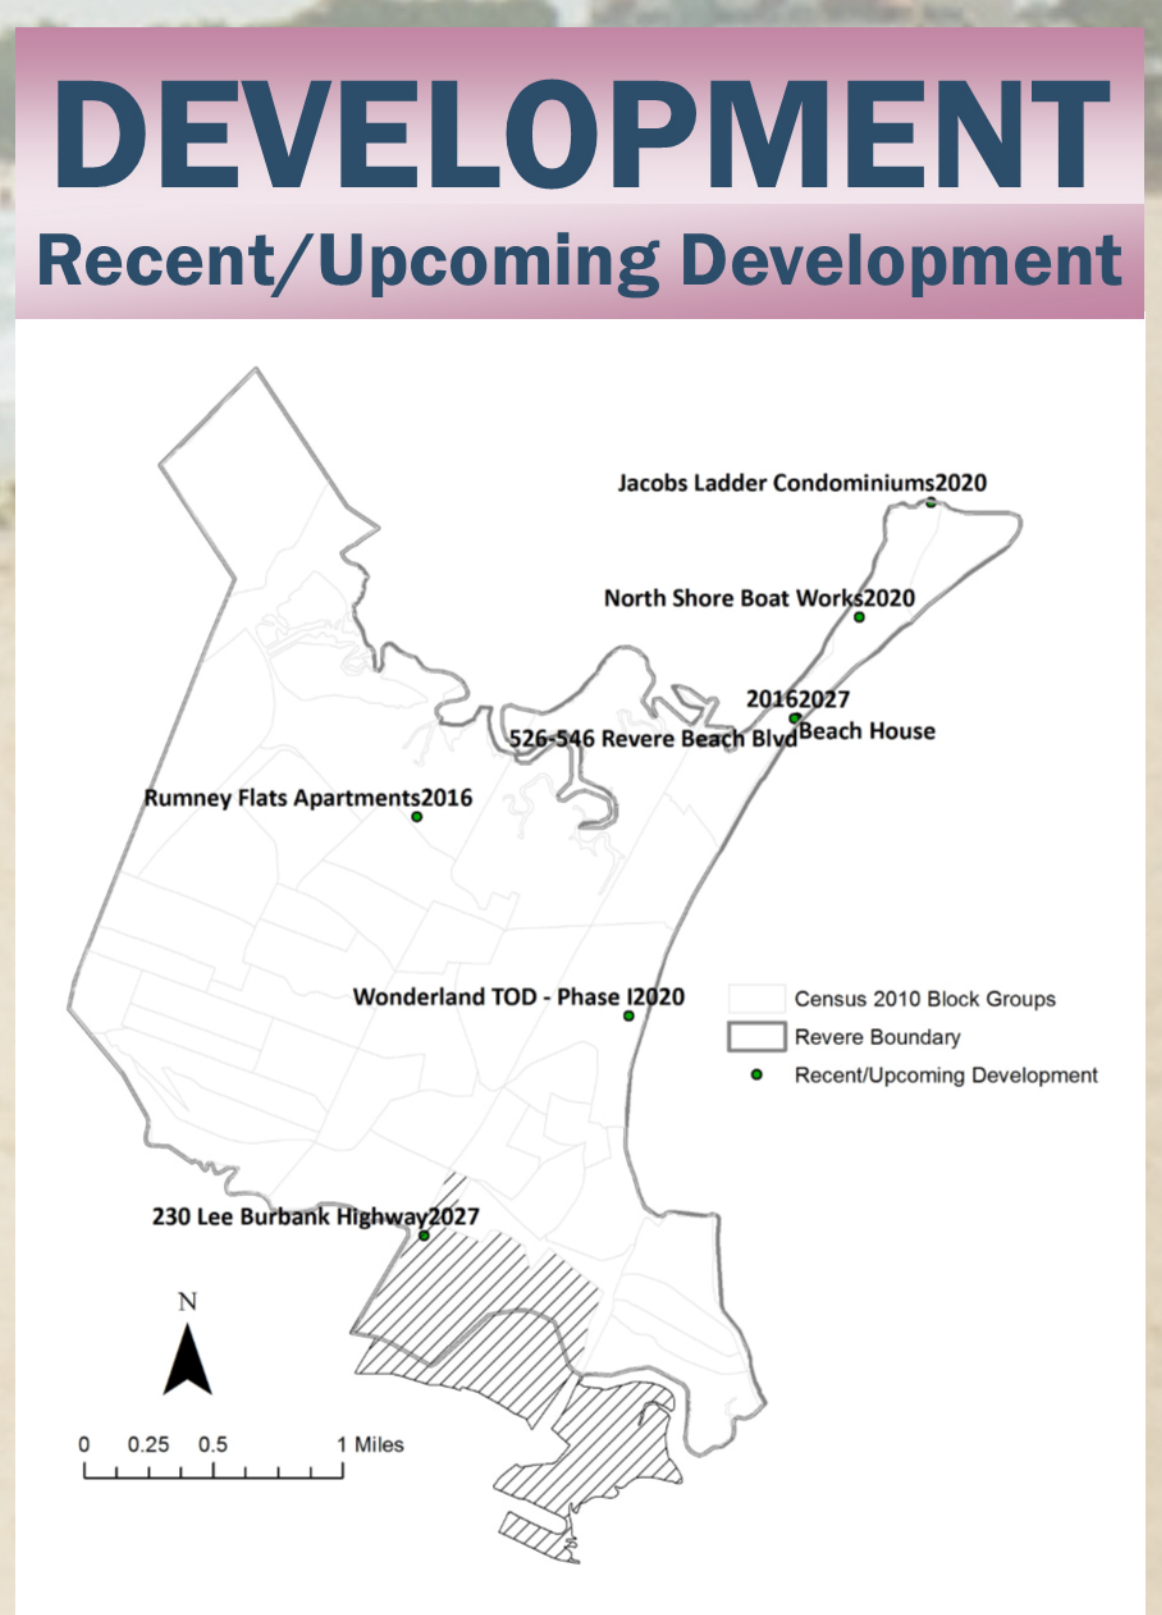 DEVELOPMENT
Recent/Upcoming Development
Jacobs Ladder Condominiums2020
North Shore Boat Works2020
20162027
526-546 Revere Beach Blvd
Beach House
Rumney Flats Apartments2016
Wonderland TOD - Phase I2020
Census 2010 Block Groups
Revere Boundary
Recent/Upcoming Development
230 Lee Burbank Highway2027
N
0 0.25 0.5 1 Miles